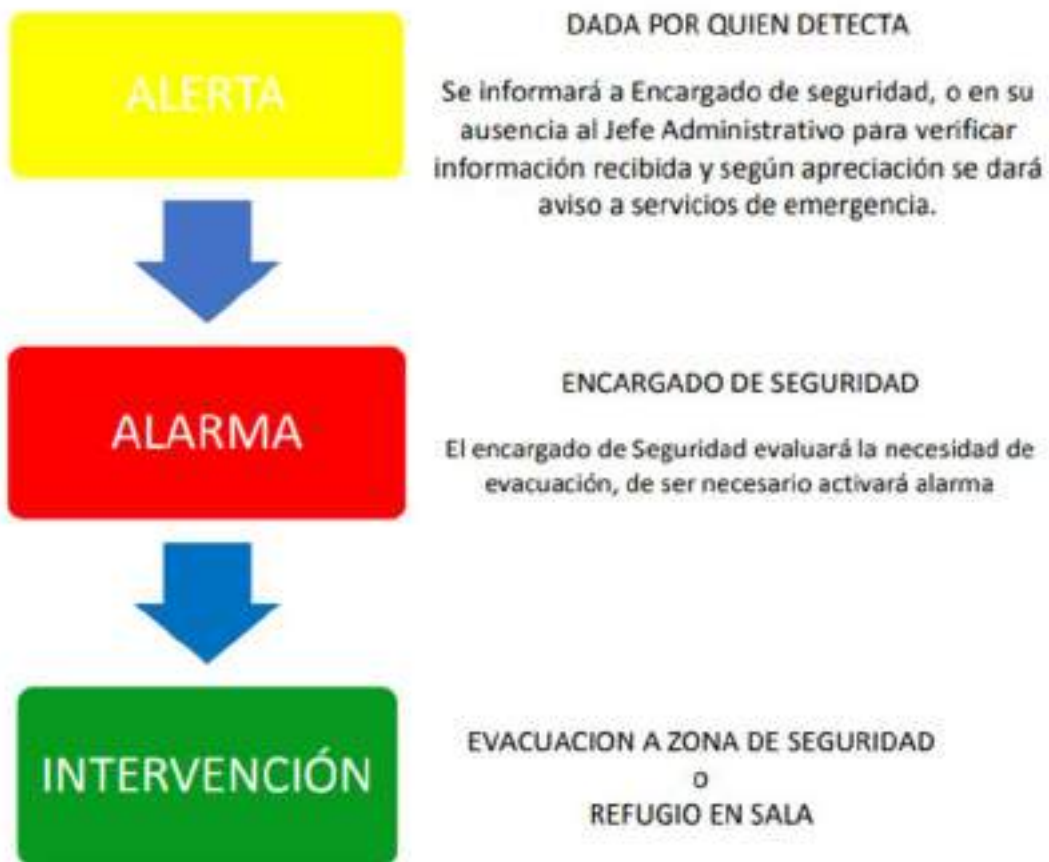 ALERTA
DADA POR QUIEN DETECTA
Se informará a Encargado de seguridad, o en su
ausencia al Jefe Administrativo para verificar
información recibida y según apreciación se dará
aviso a servicios de emergencia.
ALARMA
ENCARGADO DE SEGURIDAD
El encargado de Seguridad evaluará la necesidad de
evacuación, de ser necesario activará alarma
INTERVENCIÓN
EVACUACION A ZONA DE SEGURIDAD
o
REFUGIO EN SALA